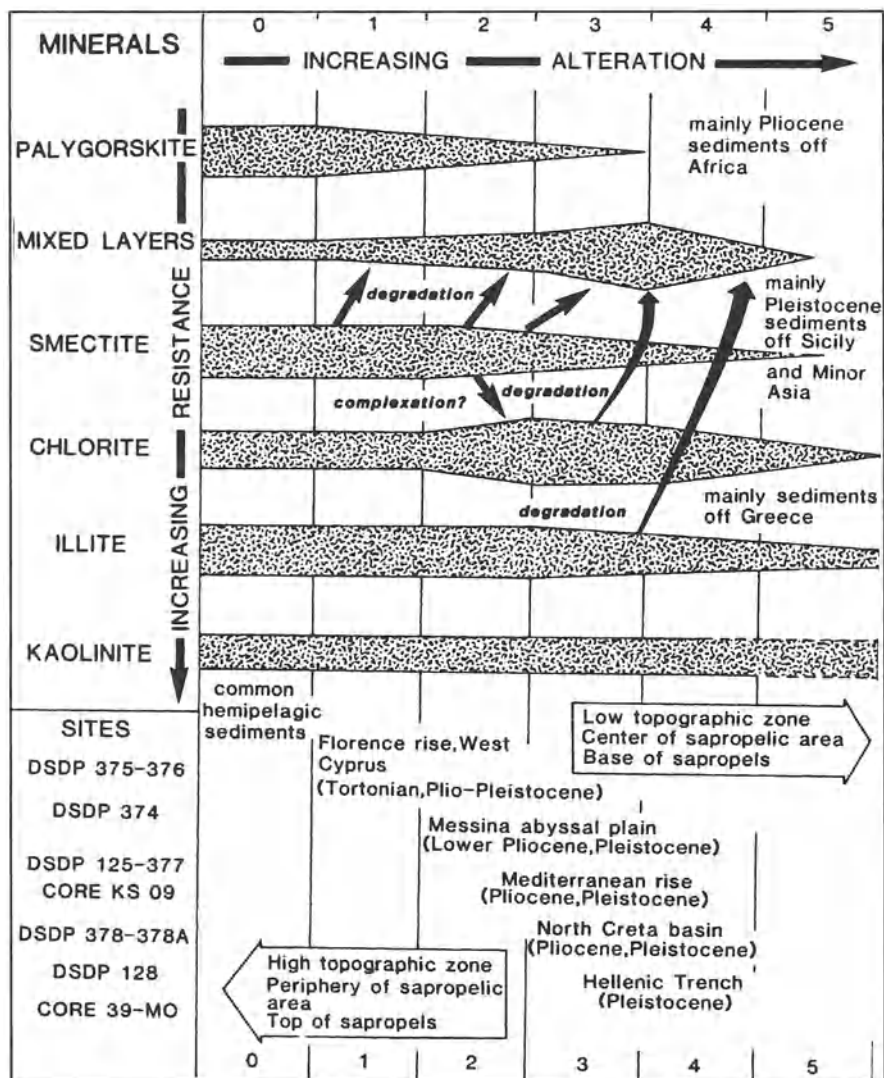 0 1 2 3 4 5
MINERALS
INCREASING ALTERATION
PALYGORSKITE
mainly Pliocene
sediments off
Africa
MIXED LAYERS
degradation
mainly
Pleistocene
sediments
off Sicily
and Minor
Asia
SMECTITE
degradation
complexation?
CHLORITE
mainly sediments
off Greece
degradation
ILLITE
KAOLINITE
INCREASING RESISTANCE
common
hemipelagic
sediments
Low topographic zone
Center of sapropelic area
Base of sapropels
SITES
Florence rise,West
Cyprus
(Tortonian,Plio-Pleistocene)
DSDP 375-376
DSDP 374
Messina abyssal plain
(Lower Pliocene,Pleistocene)
DSDP 125-377
CORE KS 09
Mediterranean rise
(Pliocene,Pleistocene)
DSDP 378-378A
North Creta basin
(Pliocene,Pleistocene)
DSDP 128
CORE 39-MO
Hellenic Trench
(Pleistocene)
High topographic zone
Periphery of sapropelic
area
Top of sapropels
0 1 2 3 4 5